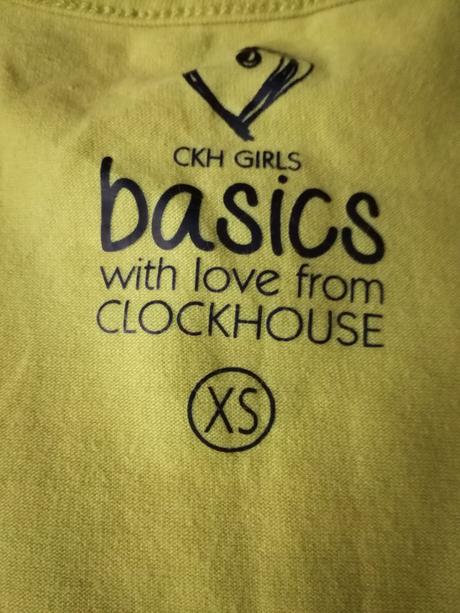 CKH GIRLS
basics
with love from
CLOCKHOUSE
XS